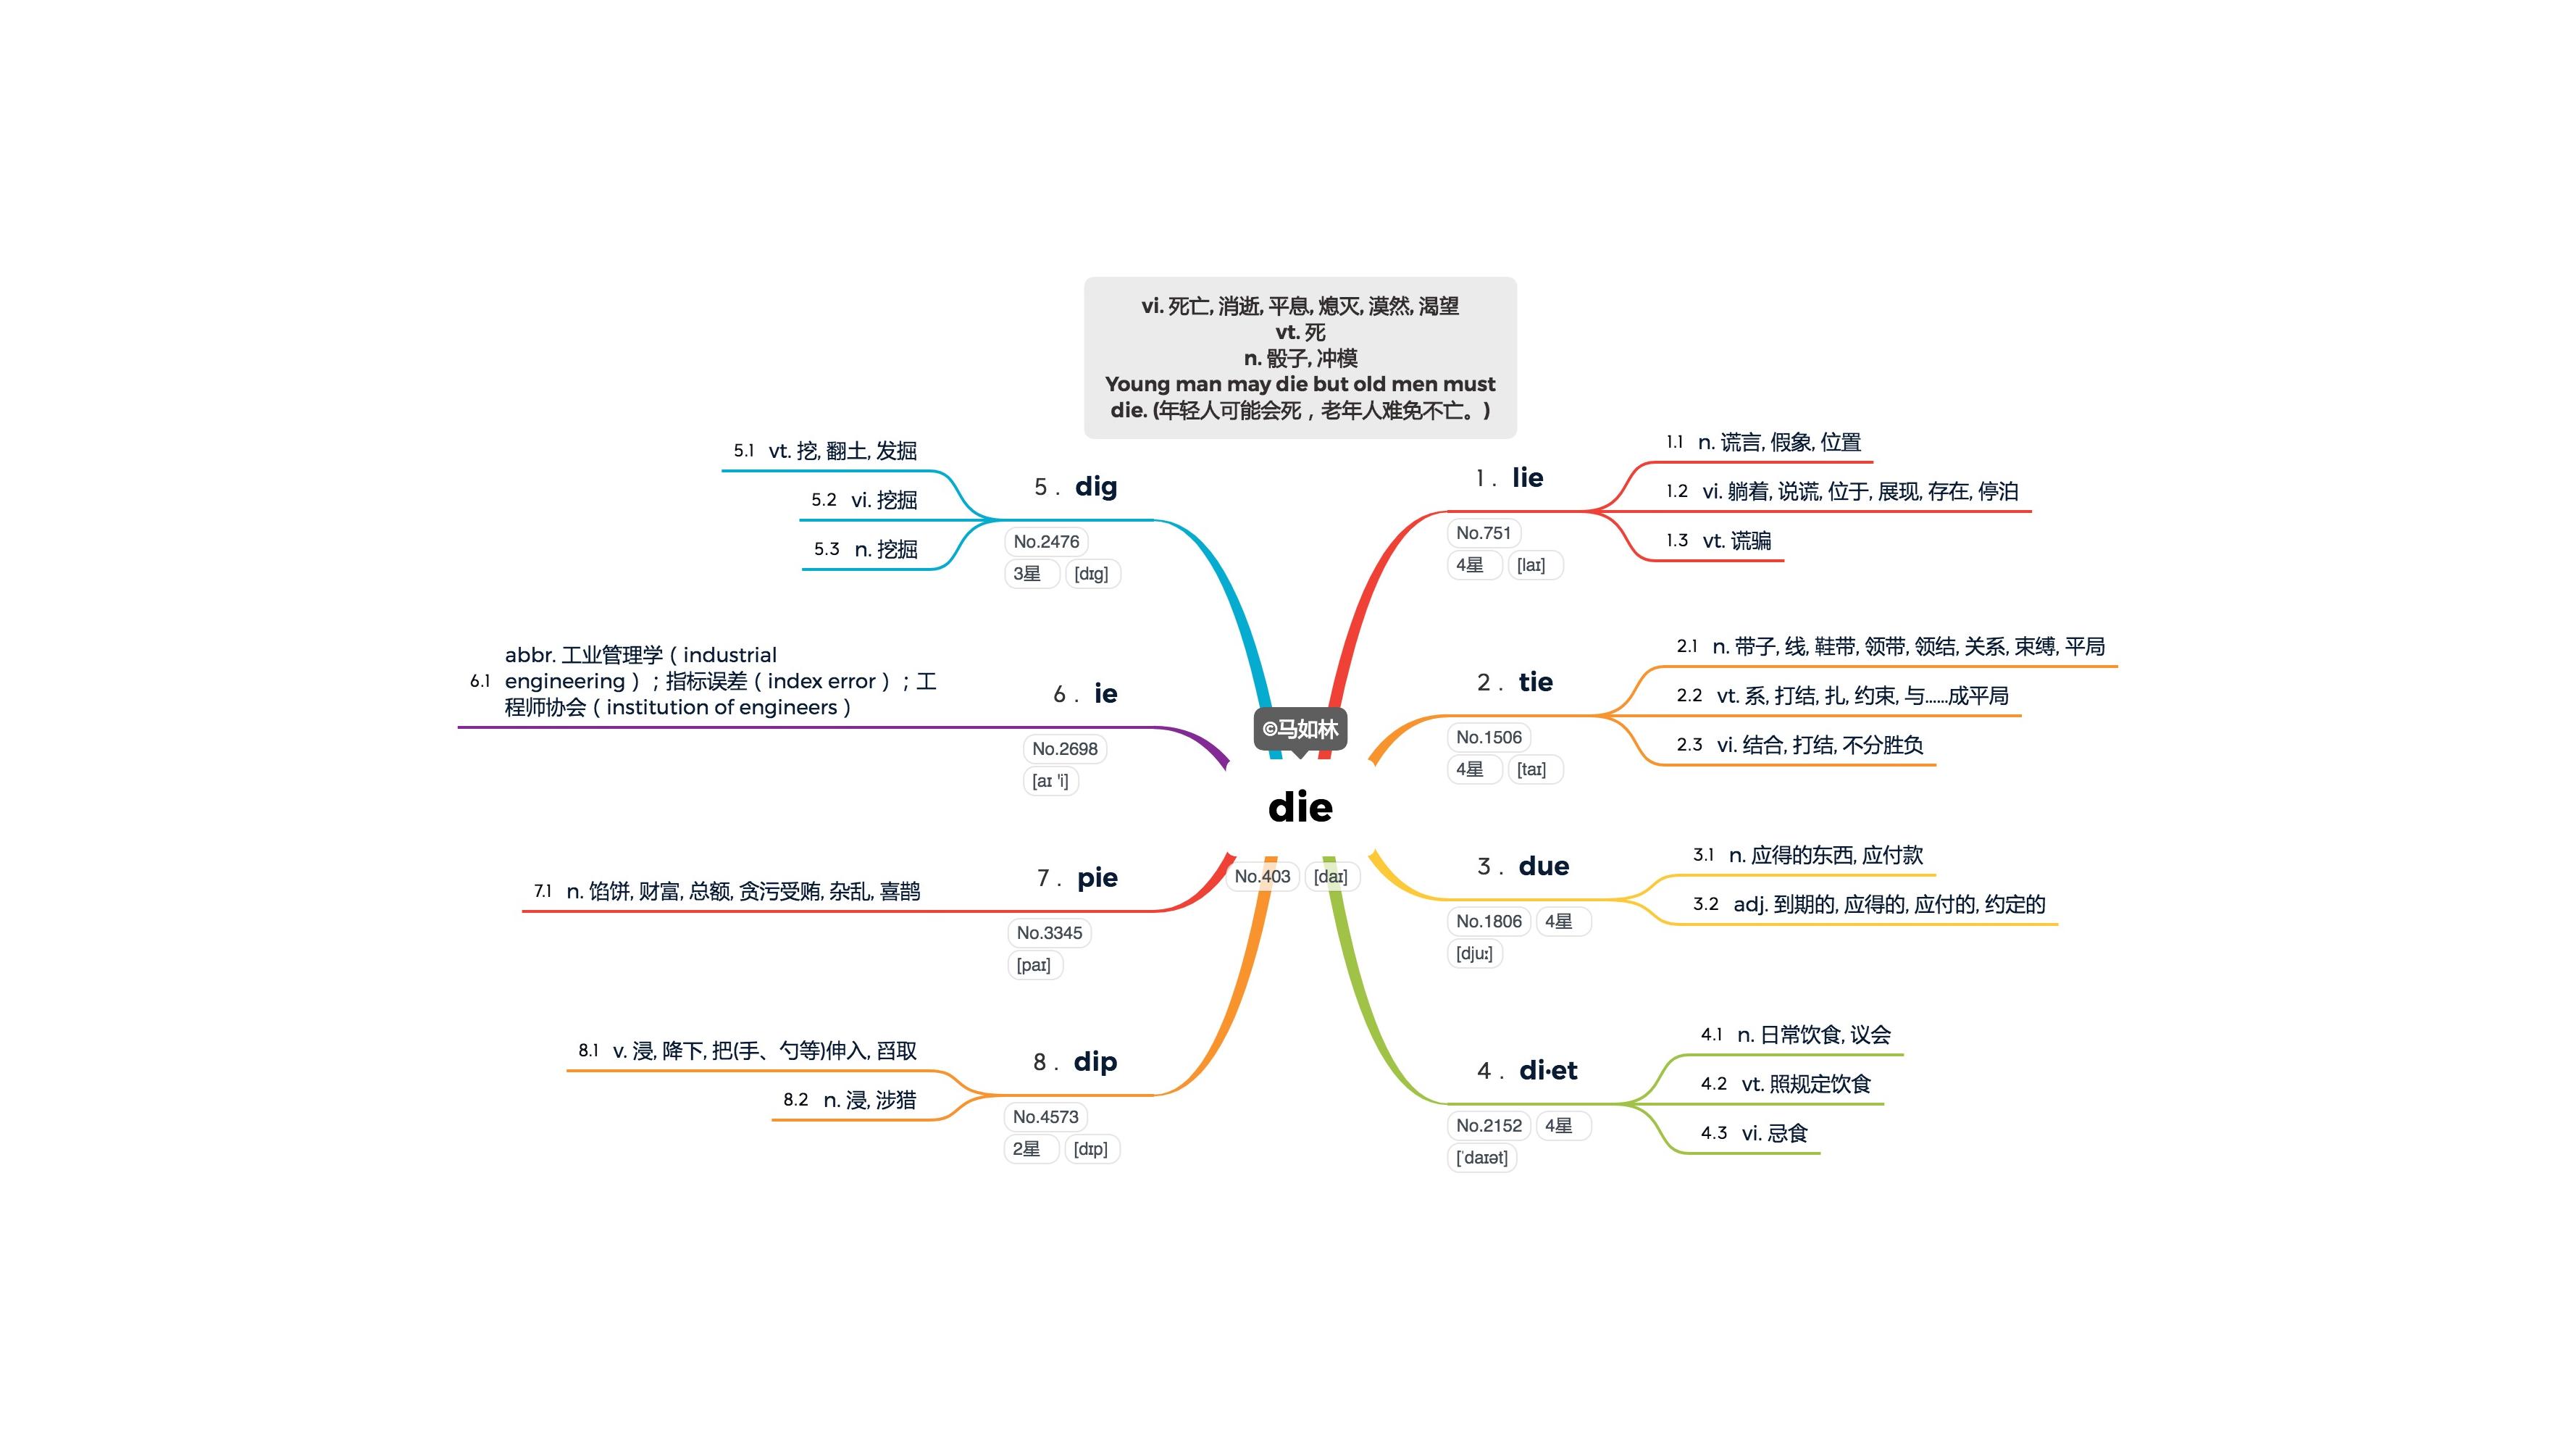 vi. 死亡, 消逝, 平息, 熄灭, 漠然, 渴望
vt. 死
n. 骰子, 冲模
Young man may die but old men must
die. (年轻人可能会死，老年人难免不亡。)
©马如林
die
No.403 [daɪ]
1. lie
No.751
4星 [laɪ]
1.1 n. 谎言, 假象, 位置
1.2 vi. 躺着, 说谎, 位于, 展现, 存在, 停泊
1.3 vt. 谎骗
2. tie
No.1506
4星 [taɪ]
2.1 n. 带子, 线, 鞋带, 领带, 领结, 关系, 束缚, 平局
2.2 vt. 系, 打结, 扎, 约束, 与……成平局
2.3 vi. 结合, 打结, 不分胜负
3. due
No.1806 4星
[djuː]
3.1 n. 应得的东西, 应付款
3.2 adj. 到期的, 应得的, 应付的, 约定的
4. di·et
No.2152 4星
[ˈdaɪət]
4.1 n. 日常饮食, 议会
4.2 vt. 照规定饮食
4.3 vi. 忌食
5. dig
No.2476
3星 [dɪg]
5.1 vt. 挖, 翻土, 发掘
5.2 vi. 挖掘
5.3 n. 挖掘
6. ie
No.2698
[aɪ 'i]
6.1 abbr. 工业管理学（industrial
engineering）；指标误差（index error）；工
程师协会（institution of engineers）
7. pie
No.3345
[paɪ]
7.1 n. 馅饼, 财富, 总额, 贪污受贿, 杂乱, 喜鹊
8. dip
No.4573
2星 [dɪp]
8.1 v. 浸, 降下, 把(手、勺等)伸入, 舀取
8.2 n. 浸, 涉猎